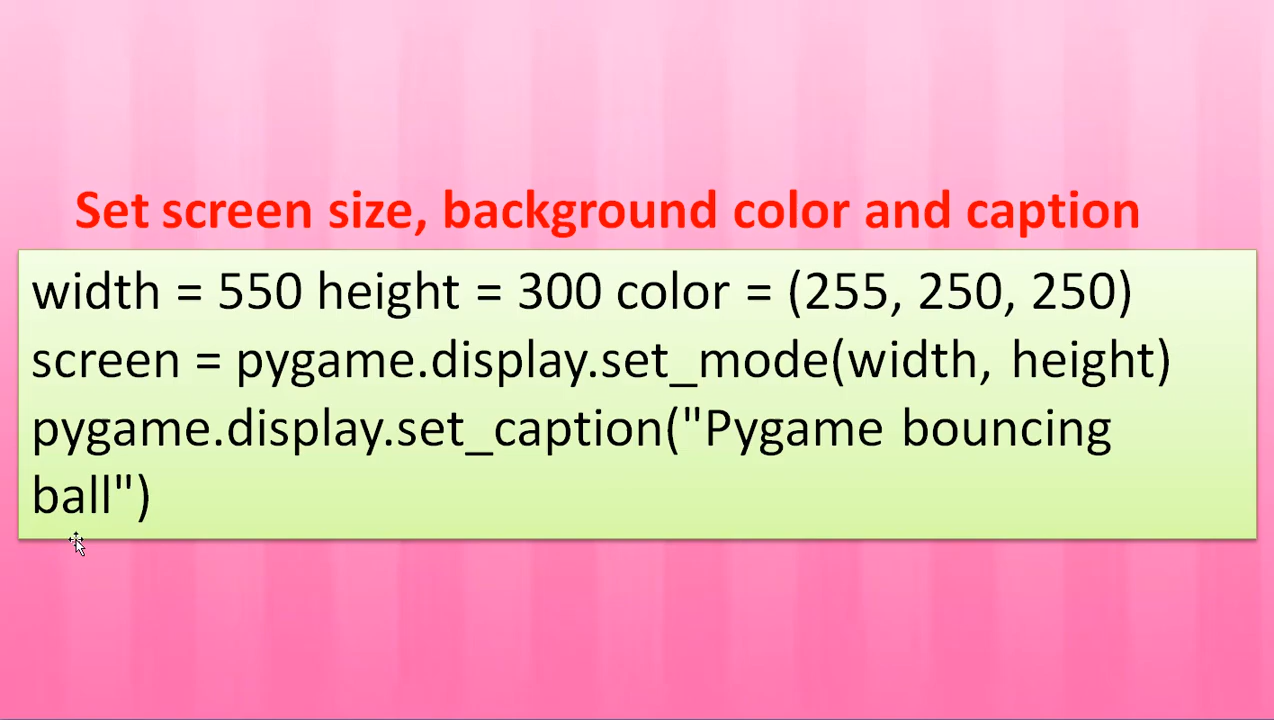 Set screen size, background color and caption
width = 550 height = 300 color = (255, 250, 250)
screen = pygame.display.set_mode(width, height)
pygame.display.set_caption("Pygame bouncing
ball")